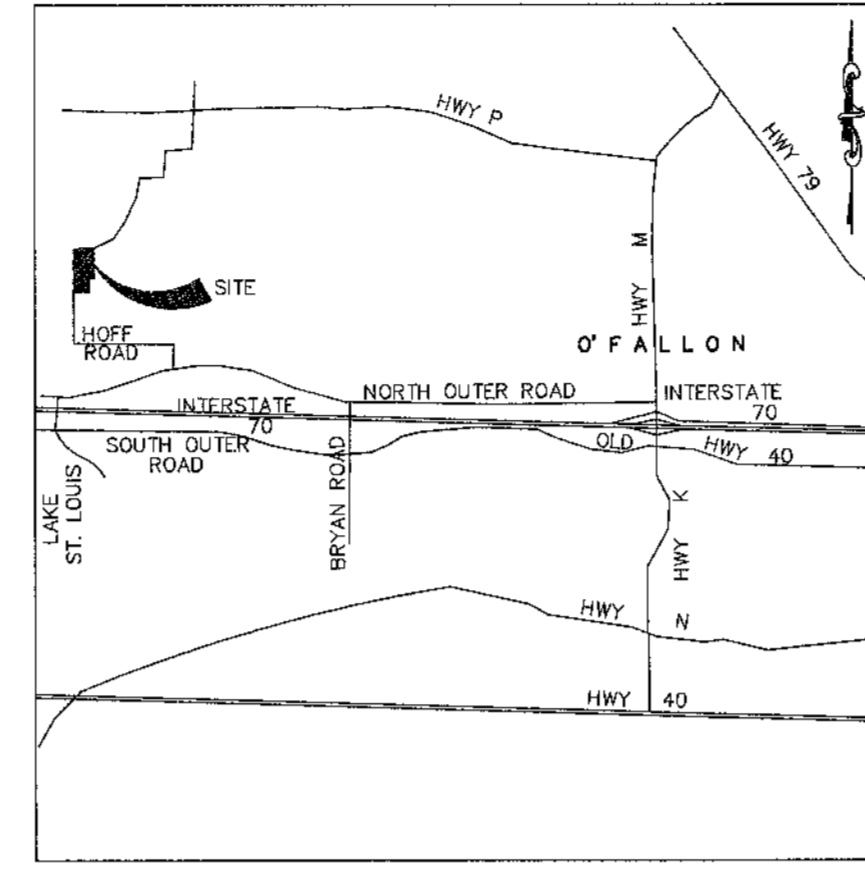 HWY P
HWY 79
HWY M
SITE
HOFF
ROAD
O'FALLON
NORTH OUTER ROAD
INTERSTATE
70
INTERSTATE
70
SOUTH OUTER
ROAD
OLD HWY 40
LAKE
ST. LOUIS
BRYAN ROAD
HWY K
HWY N
HWY 40